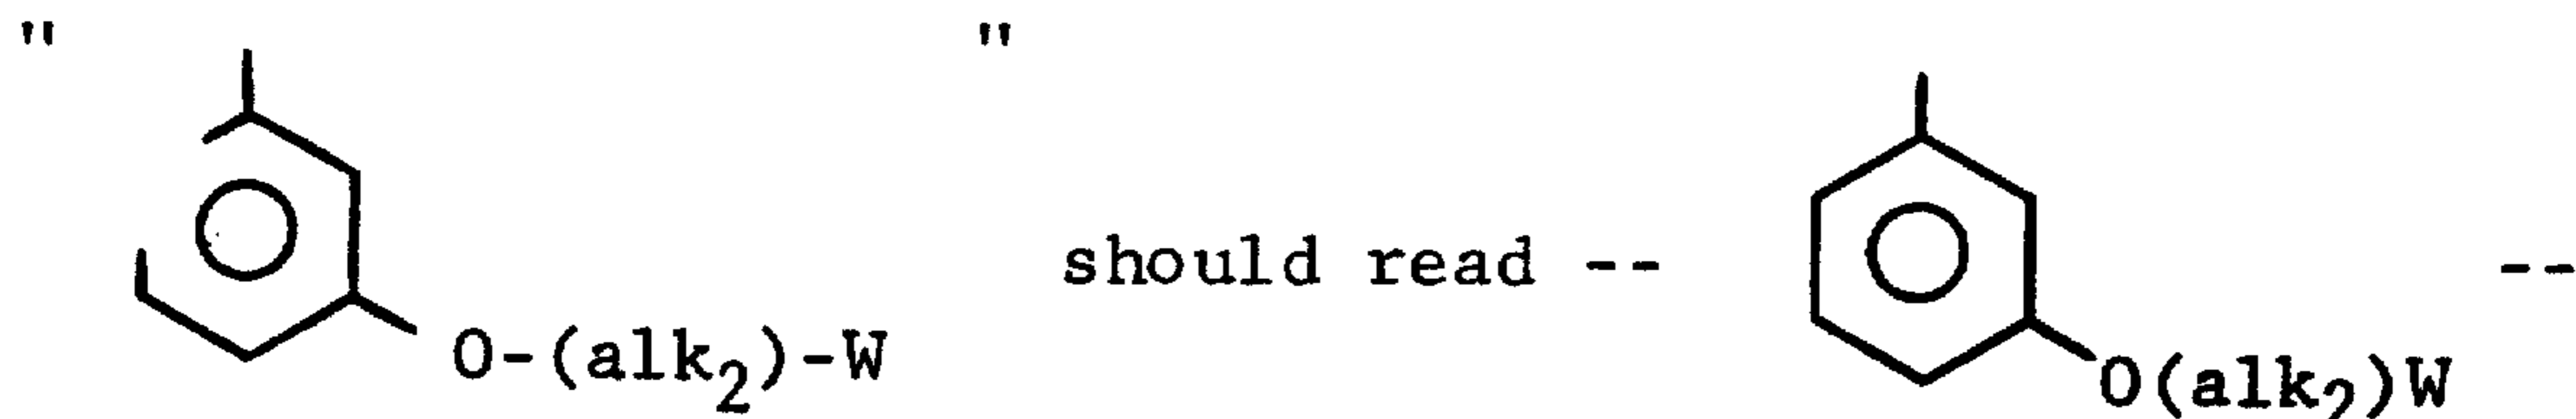 " "
should read -- --
O-(alk₂)-W
O(alk₂)W